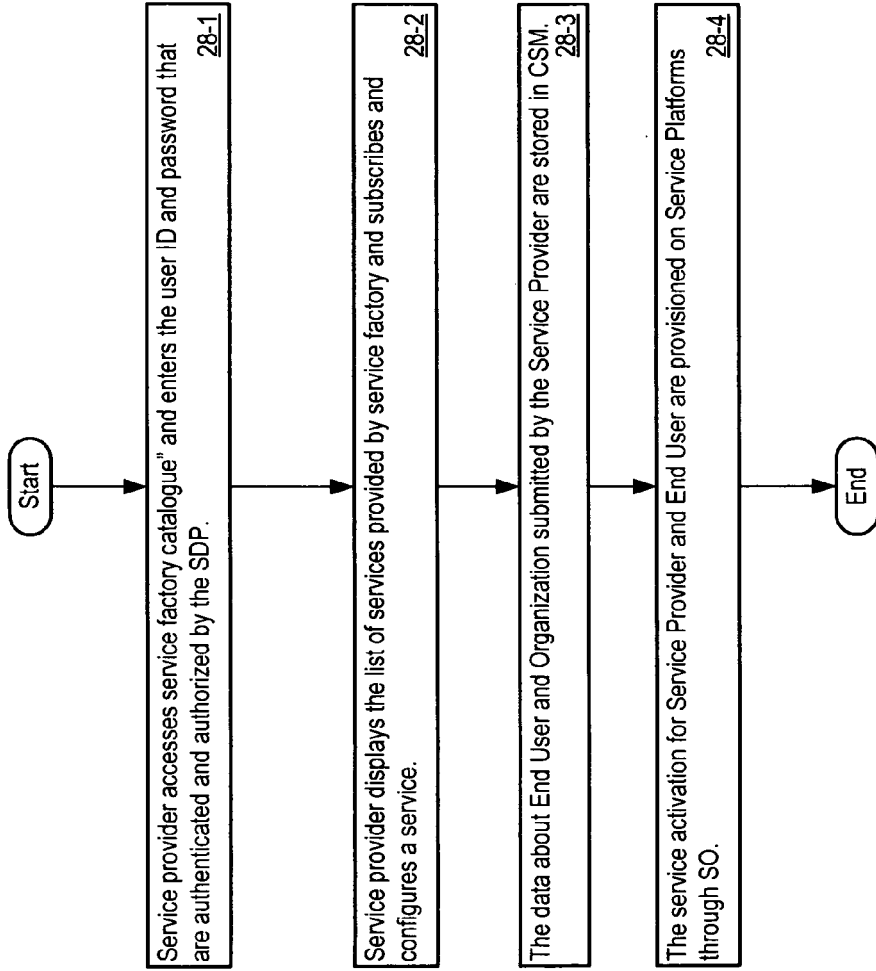 Start
Service provider accesses service factory catalogue" and enters the user ID and password that
are authenticated and authorized by the SDP.
28-1
Service provider displays the list of services provided by service factory and subscribes and
configures a service.
28-2
The data about End User and Organization submitted by the Service Provider are stored in CSM.
28-3
The service activation for Service Provider and End User are provisioned on Service Platforms
through SO.
28-4
End